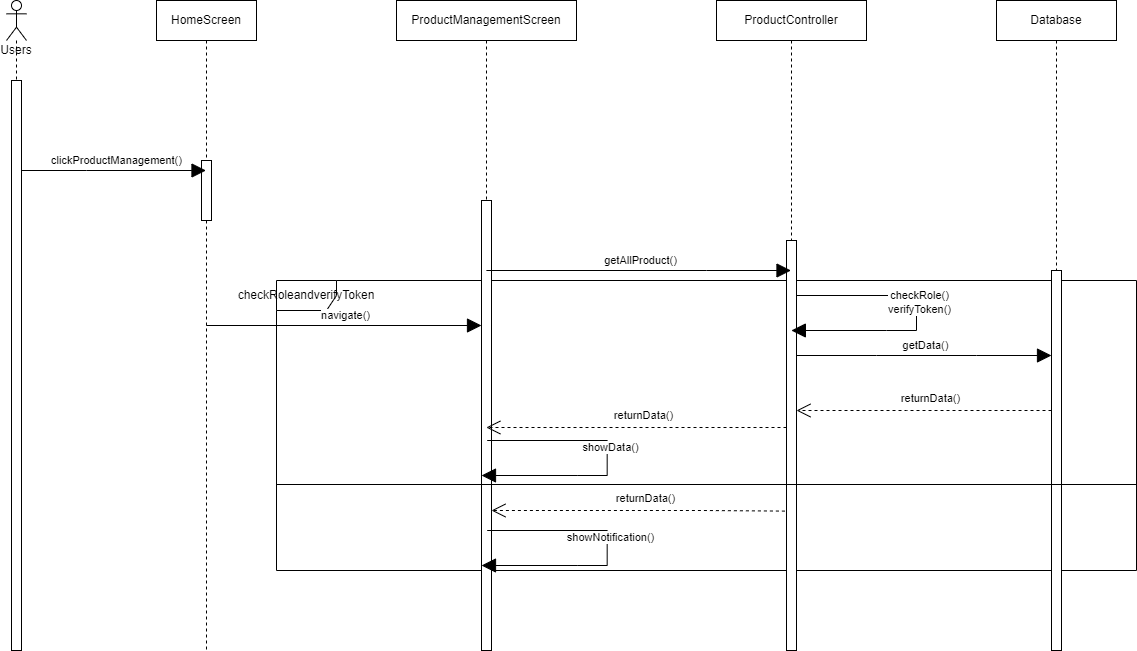 Users
HomeScreen
ProductManagementScreen
ProductController
Database
clickProductManagement()
getAllProduct()
checkRoleandverifyToken
checkRole()
verifyToken()
navigate()
getData()
returnData()
returnData()
showData()
returnData()
showNotification()